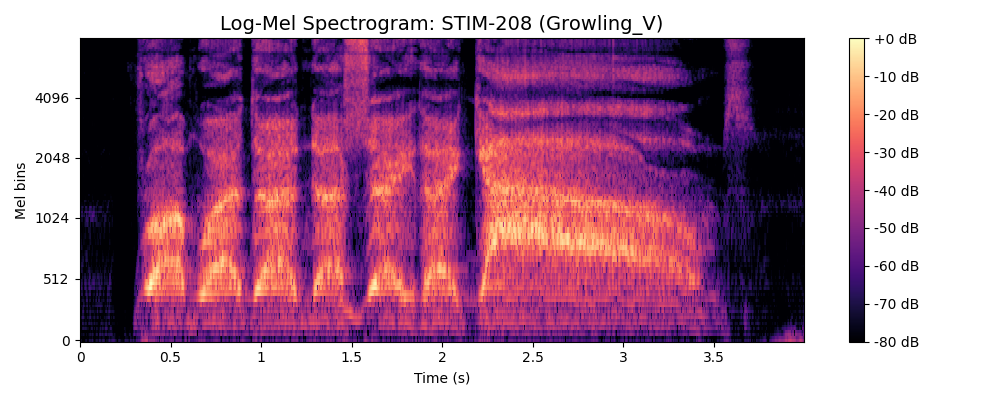 Log-Mel Spectrogram: STIM-208 (Growling_V)
+0 dB
-10 dB
-20 dB
-30 dB
-40 dB
-50 dB
-60 dB
-70 dB
-80 dB
Mel bins
4096
2048
1024
512
0
0 0.5 1 1.5 2 2.5 3 3.5
Time (s)